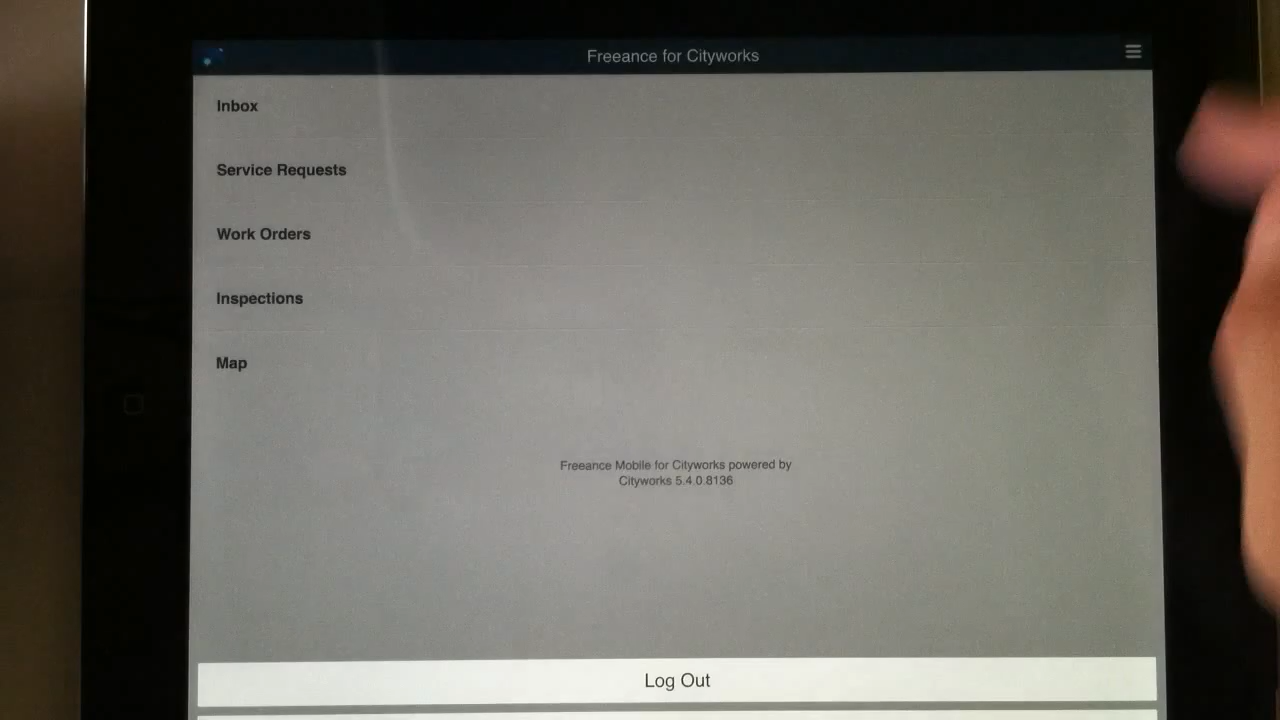 Freeance for Cityworks
Inbox
Service Requests
Work Orders
Inspections
Map
Freeance Mobile for Cityworks powered by
Cityworks 5.4.0.8136
Log Out